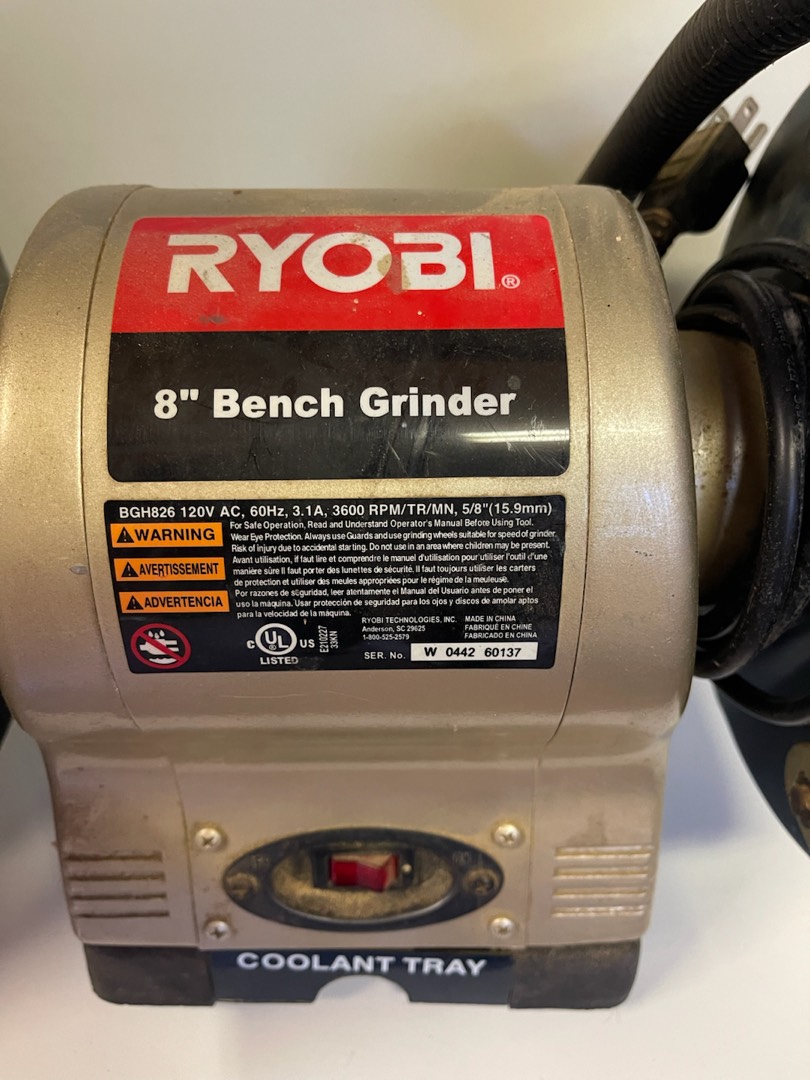 RYOBI®
8" Bench Grinder
BGH826 120V AC, 60Hz, 3.1A, 3600 RPM/TR/MN, 5/8"(15.9mm)
WARNING
For Safe Operation, Read and Understand Operator's Manual Before Using Tool.
Wear Eye Protection. Always use Guards and use grinding wheels suitable for speed of grinder.
Risk of injury due to accidental starting. Do not use in an area where children may be present.
AVERTISSEMENT
Avant utilisation, il faut lire et comprendre le manuel d'utilisation pour utiliser l'outil d'une
manière sûre Il faut porter des lunettes de sécurité. Il faut toujours utiliser les carters
de protection et utiliser des meules appropriées pour le régime de la meuleuse.
ADVERTENCIA
Por razones de seguridad, leer atentamente el Manual del Usuario antes de poner el
uso la máquina. Usar protección de seguridad para los ojos y discos de amolar aptos
para la velocidad de la máquina.
C UL® US
LISTED
E210227
33KN
RYOBI TECHNOLOGIES, INC.
Anderson, SC 29625
1-800-525-2579
MADE IN CHINA
FABRIQUÉ EN CHINE
FABRICADO EN CHINA
SER. No. W 0442 60137
COOLANT TRAY